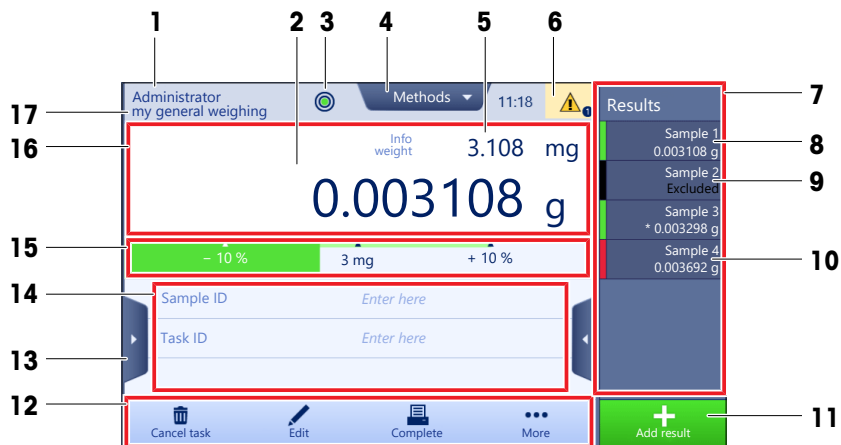 1 2 3 4 5 6
Administrator
my general weighing
Methods
11:18
Results
7
17
16
Info
weight
3.108 mg
0.003108 g
Sample 1
0.003108 g
8
Sample 2
Excluded
9
Sample 3
* 0.003298 g
Sample 4
0.003692 g
10
15
– 10 %
3 mg
+ 10 %
14
Sample ID
Enter here
Task ID
Enter here
13
12
Cancel task
Edit
Complete
More
Add result
11